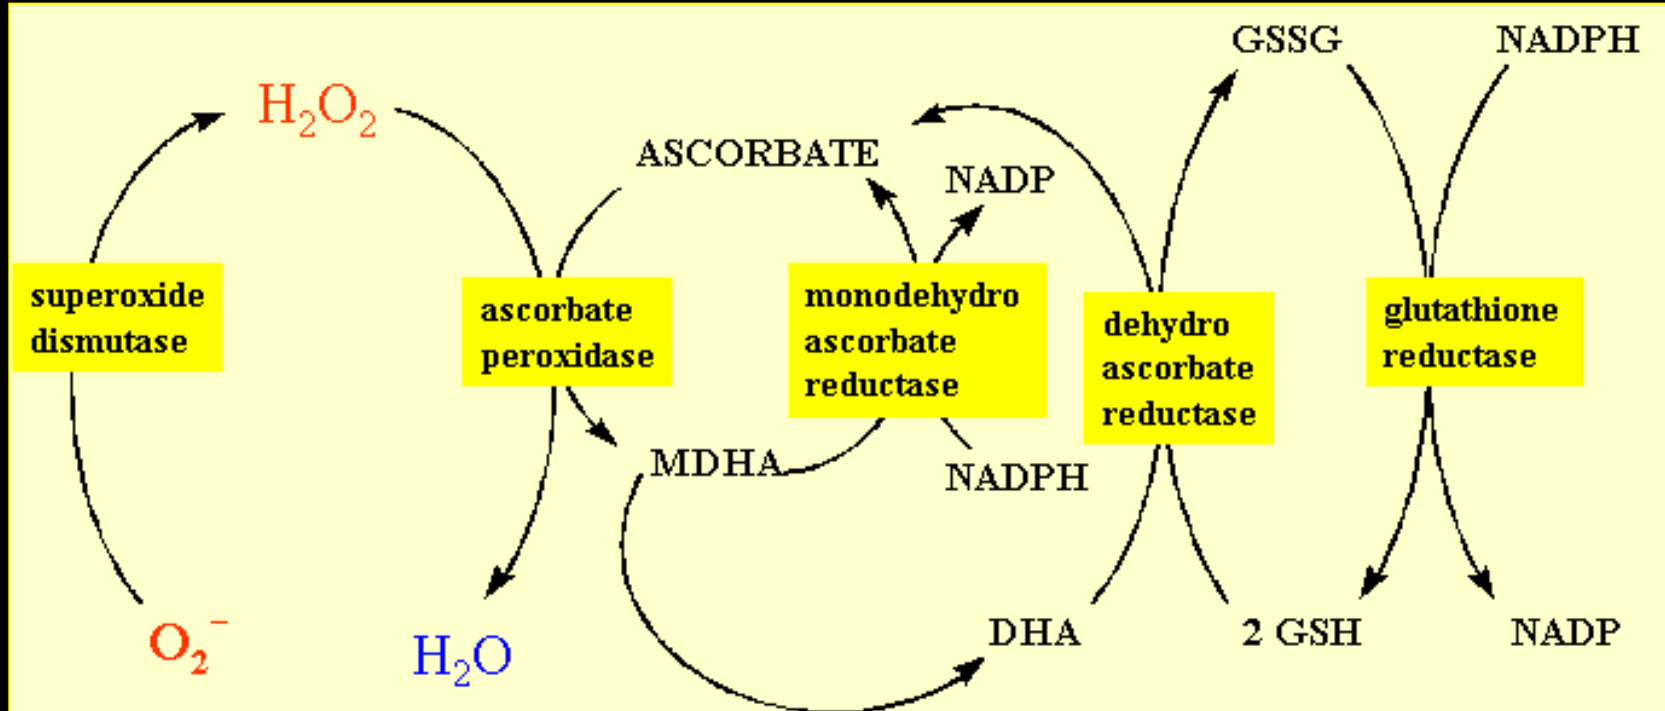 GSSG
NADPH
H₂O₂
ASCORBATE
NADP
superoxide
dismutase
ascorbate
peroxidase
monodehydro
ascorbate
reductase
dehydro
ascorbate
reductase
glutathione
reductase
MDHA
NADPH
O₂⁻
H₂O
DHA
2 GSH
NADP